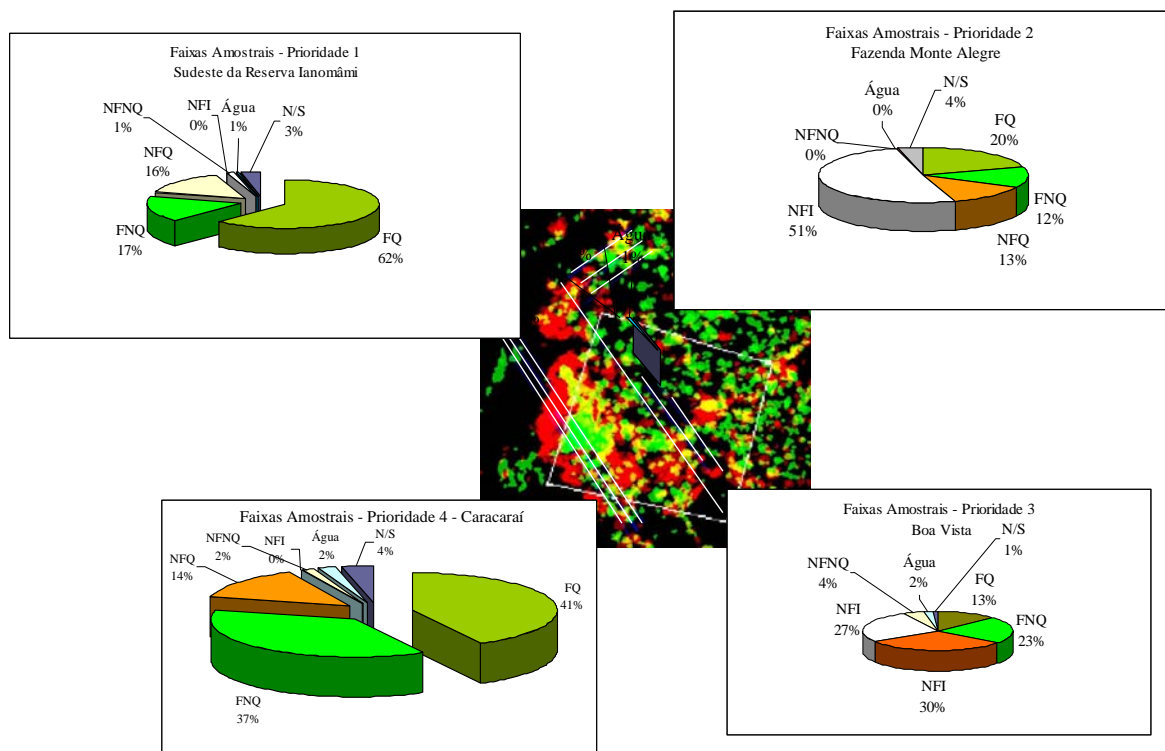 Faixas Amostrais - Prioridade 1
Sudeste da Reserva Ianomâmi
NFNQ
1%
NFI
0%
Água
1%
N/S
3%
NFQ
16%
FNQ
17%
FQ
62%
Faixas Amostrais - Prioridade 2
Fazenda Monte Alegre
Água
0%
N/S
4%
NFNQ
0%
FQ
20%
FNQ
12%
NFI
51%
NFQ
13%
Água
1%
%
Faixas Amostrais - Prioridade 4 - Caracaraí
NFQ
14%
NFNQ
2%
NFI
0%
Água
2%
N/S
4%
FQ
41%
FNQ
37%
Faixas Amostrais - Prioridade 3
Boa Vista
N/S
1%
NFNQ
4%
Água
2%
FQ
13%
NFI
27%
FNQ
23%
NFI
30%